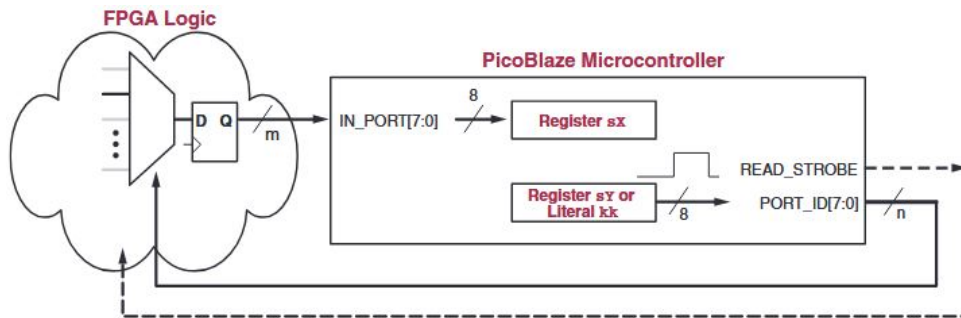 FPGA Logic
PicoBlaze Microcontroller
D Q
m
IN_PORT[7:0]
8
Register sX
READ_STROBE
Register sY or
Literal kk
8
PORT_ID[7:0]
n